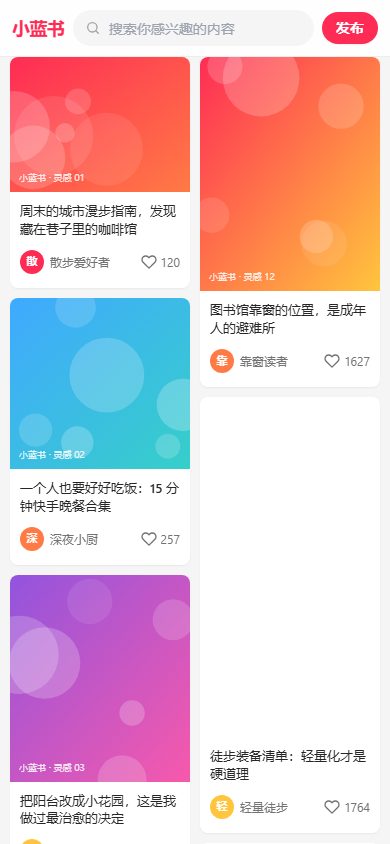 小蓝书
搜索你感兴趣的内容
发布
小蓝书 · 灵感 01
周末的城市漫步指南，发现
藏在巷子里的咖啡馆
散
散步爱好者
120
小蓝书 · 灵感 02
一个人也要好好吃饭：15 分
钟快手晚餐合集
深
深夜小厨
257
小蓝书 · 灵感 03
把阳台改成小花园，这是我
做过最治愈的决定
小蓝书 · 灵感 12
图书馆靠窗的位置，是成年
人的避难所
靠
靠窗读者
1627
徒步装备清单：轻量化才是
硬道理
轻
轻量徒步
1764